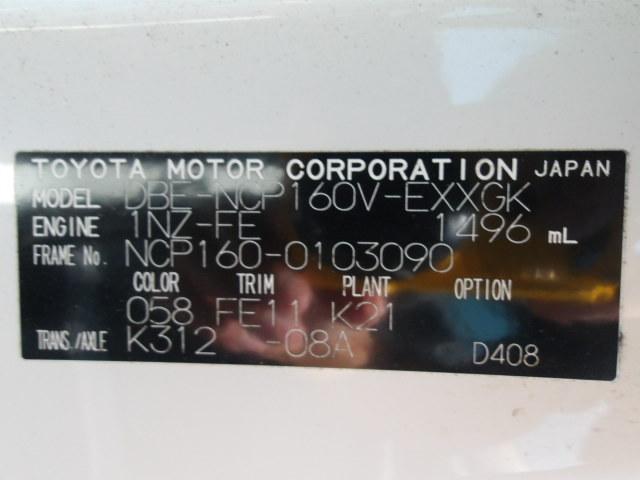 TOYOTA MOTOR CORPORATION JAPAN
MODEL DBE-NCP160V-EXXGK
ENGINE 1NZ-FE 1496 mL
FRAME No. NCP160-0103090
COLOR TRIM PLANT OPTION
058 FE11 K21
TRANS./AXLE K312 -08A D408